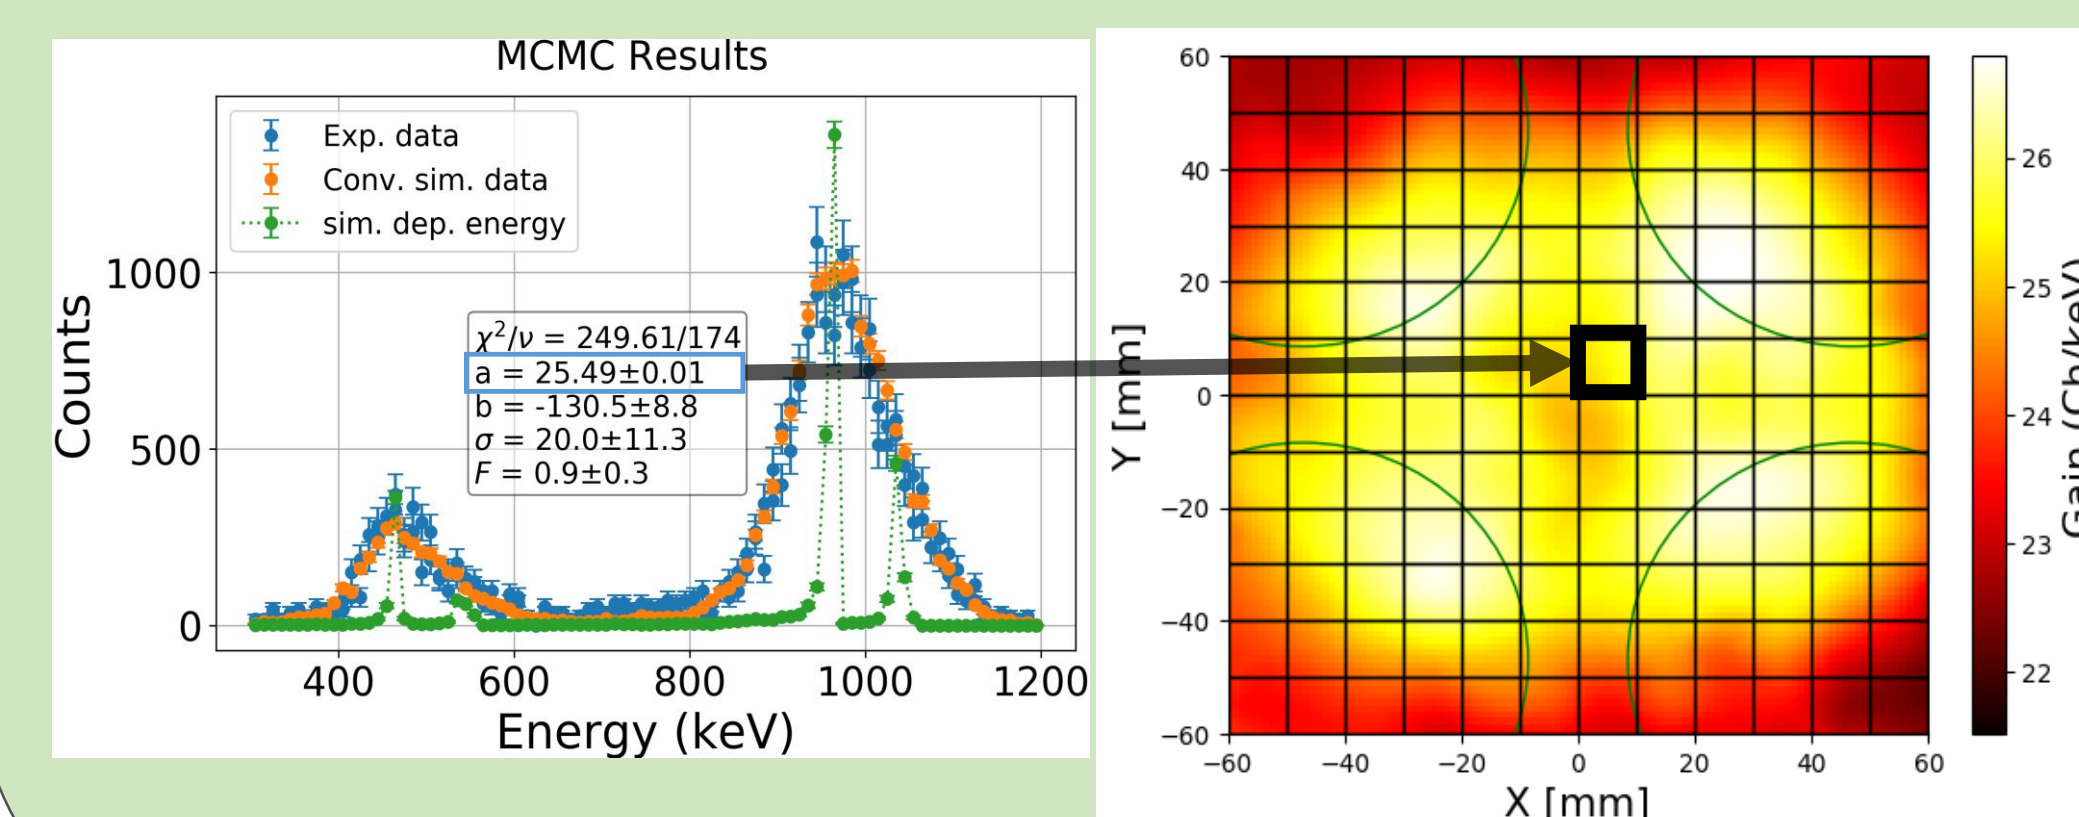 MCMC Results
Exp. data
Conv. sim. data
sim. dep. energy
χ²/ν = 249.61/174
a = 25.49±0.01
b = -130.5±8.8
σ = 20.0±11.3
F = 0.9±0.3
Counts
1000
500
0
400 600 800 1000 1200
Energy (keV)
Y [mm]
60
40
20
0
−20
−40
−60
−60 −40 −20 0 20 40 60
X [mm]
26
25
24
23
22
Gain (Ch/keV)